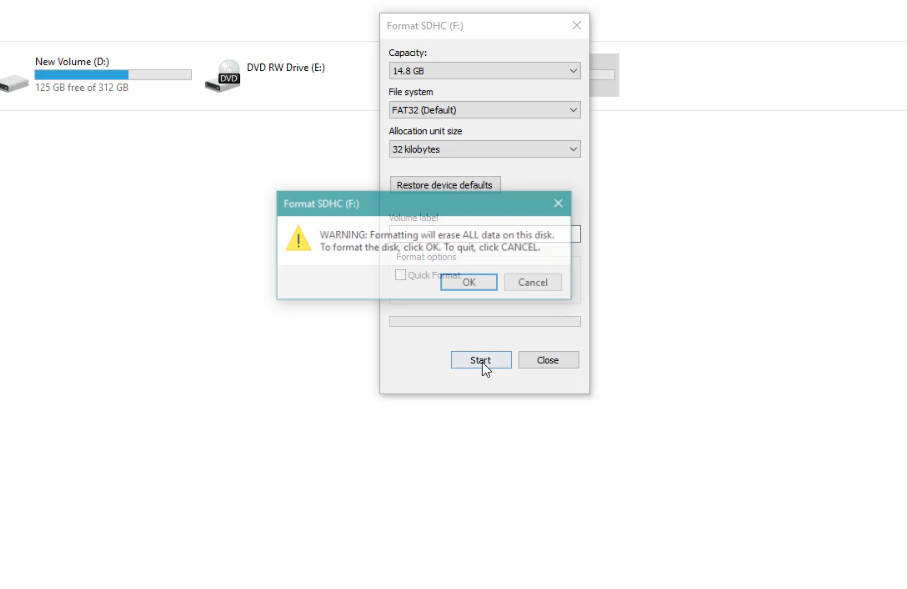 Format SDHC (F:)
New Volume (D:)
125 GB free of 312 GB
DVD
DVD RW Drive (E:)
Capacity:
14.8 GB
File system
FAT32 (Default)
Allocation unit size
32 kilobytes
Restore device defaults
Format SDHC (F:)
Volume label
WARNING: Formatting will erase ALL data on this disk.
To format the disk, click OK. To quit, click CANCEL.
Format options
Quick Format
OK
Cancel
Start
Close